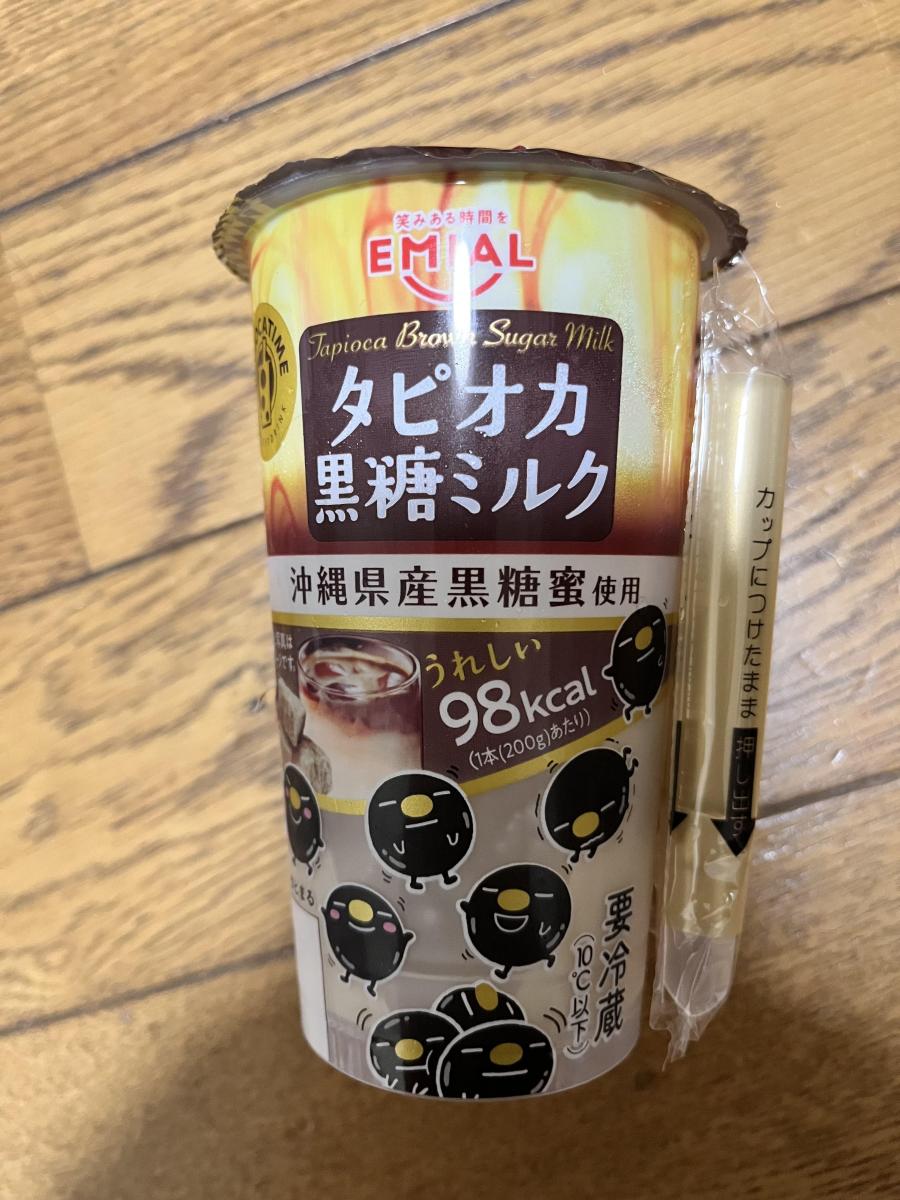 笑みある時間を
EMIAL
Tapioca Brown Sugar Milk
タピオカ
黒糖ミルク
沖縄県産黒糖蜜使用
うれしい
98kcal
(1本(200g)あたり)
要冷蔵
(10℃以下)
カップにつけたまま押し出す